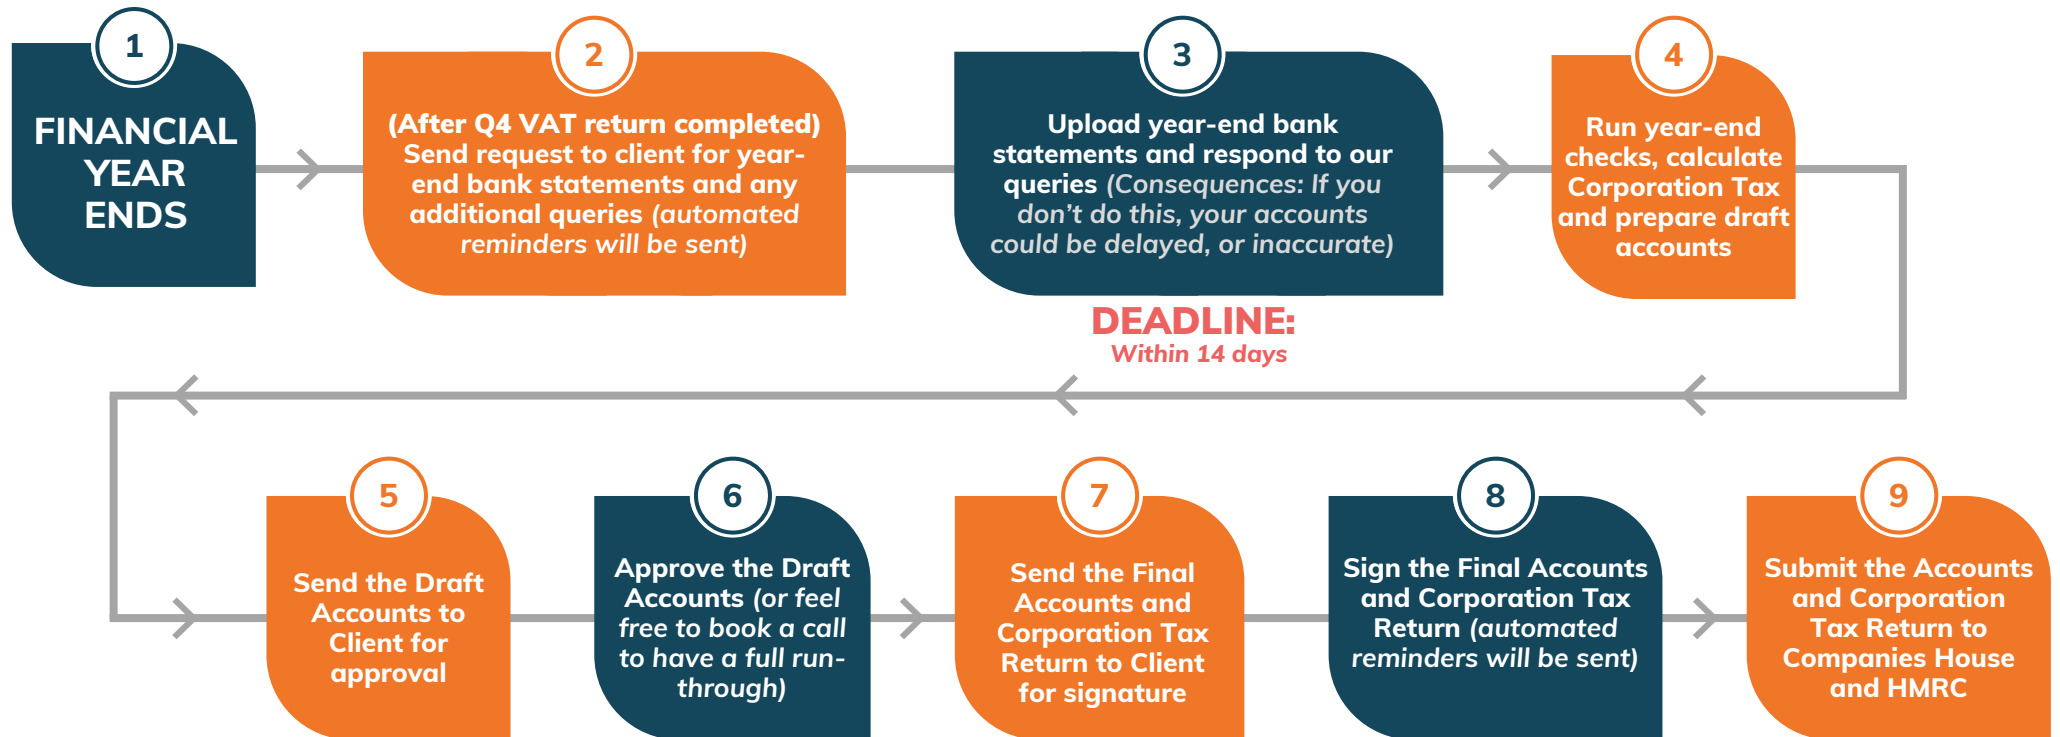 1
FINANCIAL
YEAR
ENDS
2
(After Q4 VAT return completed)
Send request to client for year-
end bank statements and any
additional queries (automated
reminders will be sent)
3
Upload year-end bank
statements and respond to our
queries (Consequences: If you
don't do this, your accounts
could be delayed, or inaccurate)
DEADLINE:
Within 14 days
4
Run year-end
checks, calculate
Corporation Tax
and prepare draft
accounts
5
Send the Draft
Accounts to
Client for
approval
6
Approve the Draft
Accounts (or feel
free to book a call
to have a full run-
through)
7
Send the Final
Accounts and
Corporation Tax
Return to Client
for signature
8
Sign the Final Accounts
and Corporation Tax
Return (automated
reminders will be sent)
9
Submit the Accounts
and Corporation
Tax Return to
Companies House
and HMRC